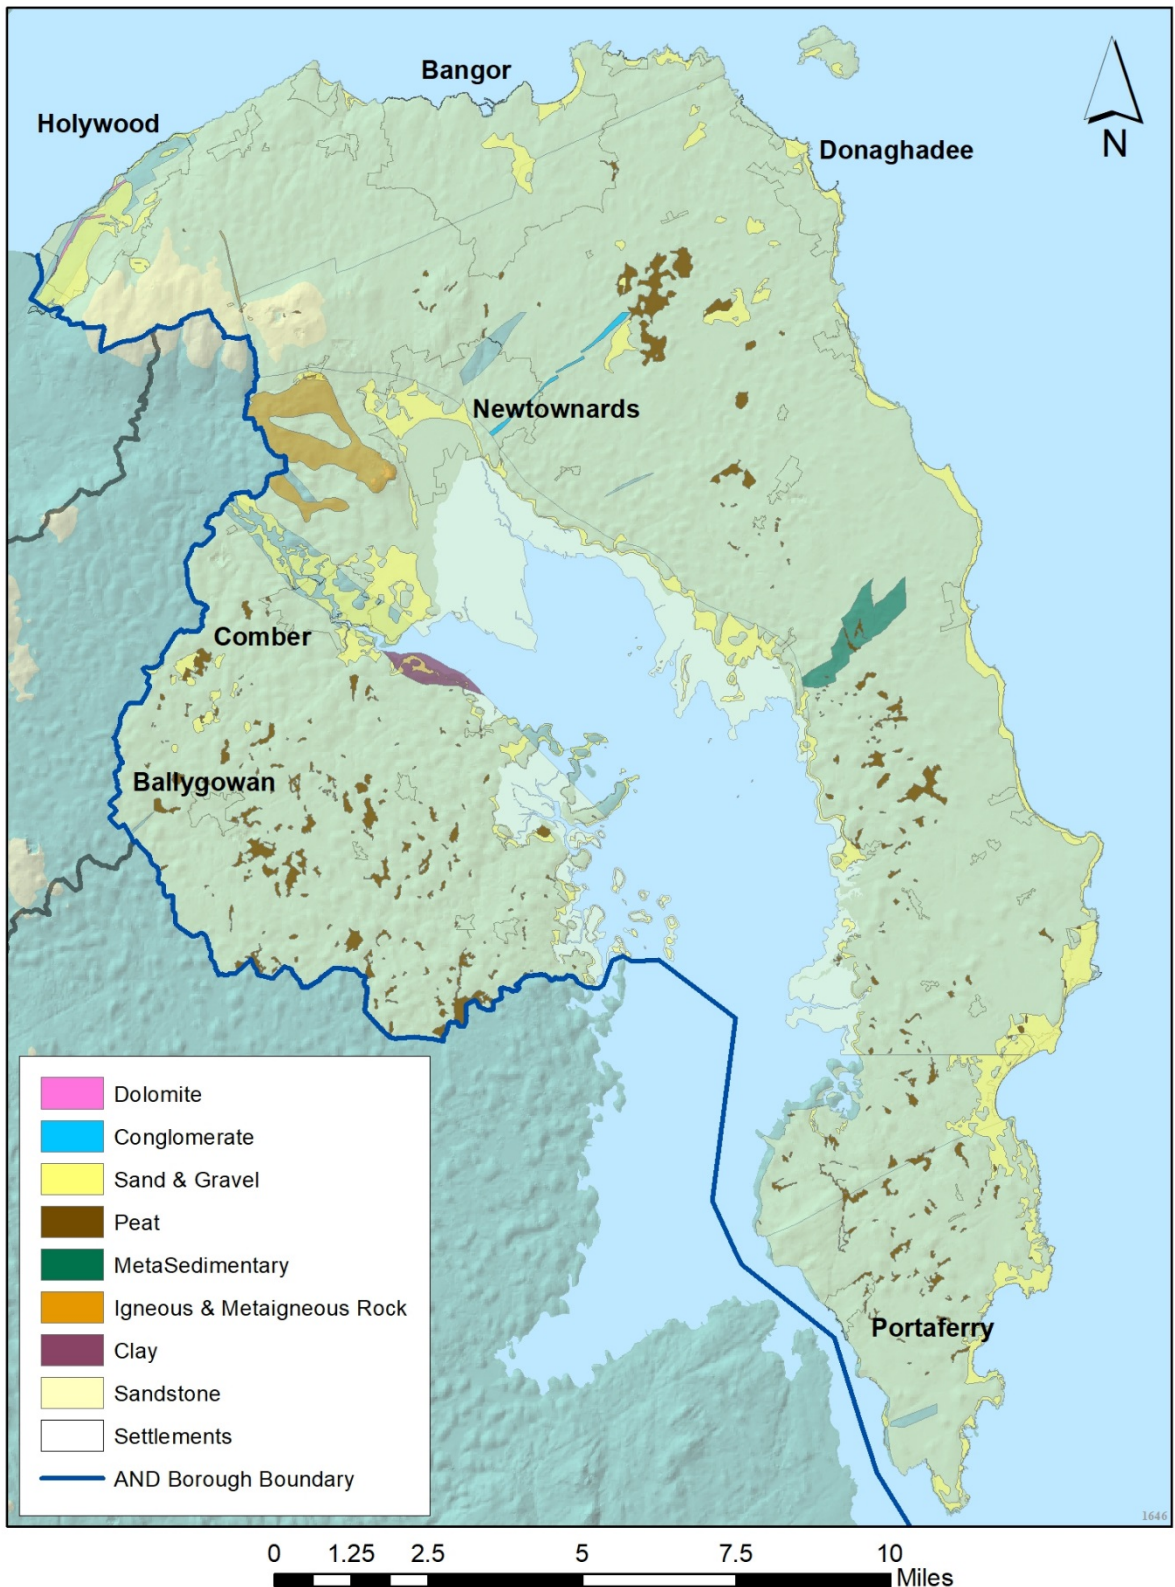 Bangor
Holywood
Donaghadee
N
Newtownards
Comber
Ballygowan
Portaferry
Dolomite
Conglomerate
Sand & Gravel
Peat
MetaSedimentary
Igneous & Metaigneous Rock
Clay
Sandstone
Settlements
AND Borough Boundary
1646
0 1.25 2.5 5 7.5 10
Miles